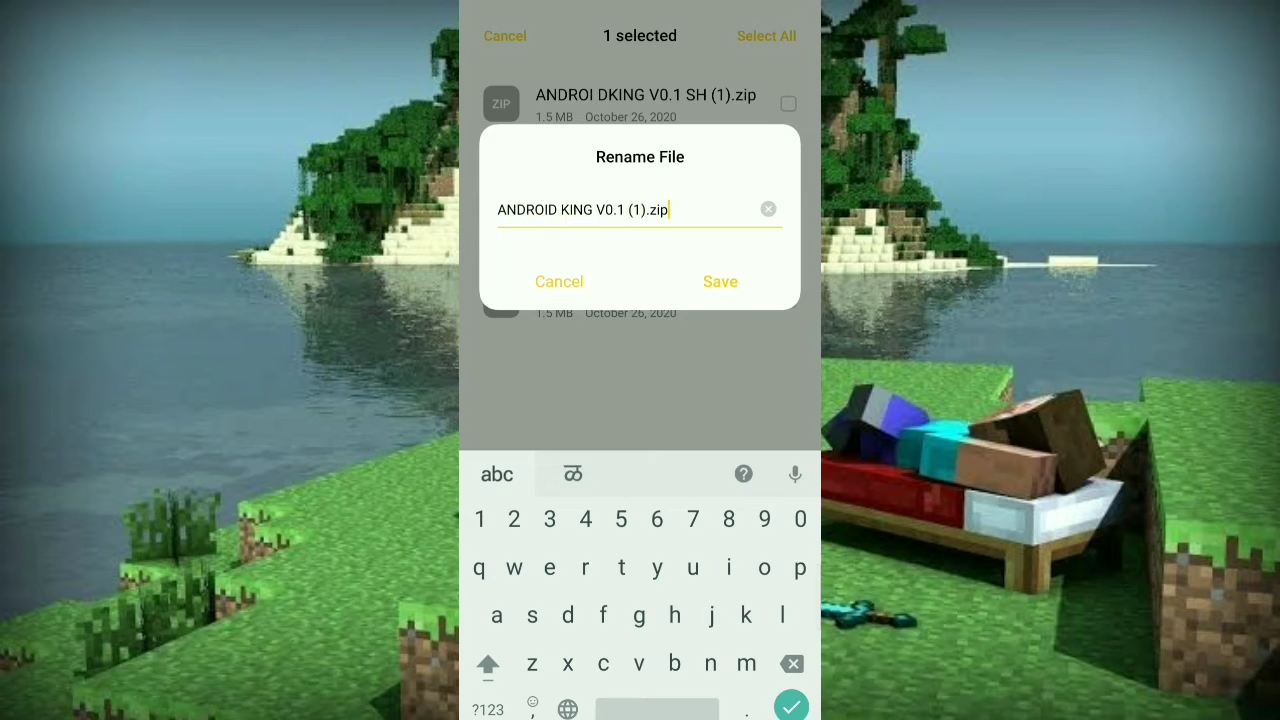 Cancel 1 selected Select All
ZIP ANDROI DKING V0.1 SH (1).zip
1.5 MB October 26, 2020
Rename File
ANDROID KING V0.1 (1).zip
Cancel Save
1.5 MB October 26, 2020
abc
1 2 3 4 5 6 7 8 9 0
q w e r t y u i o p
a s d f g h j k l
z x c v b n m
?123 , .